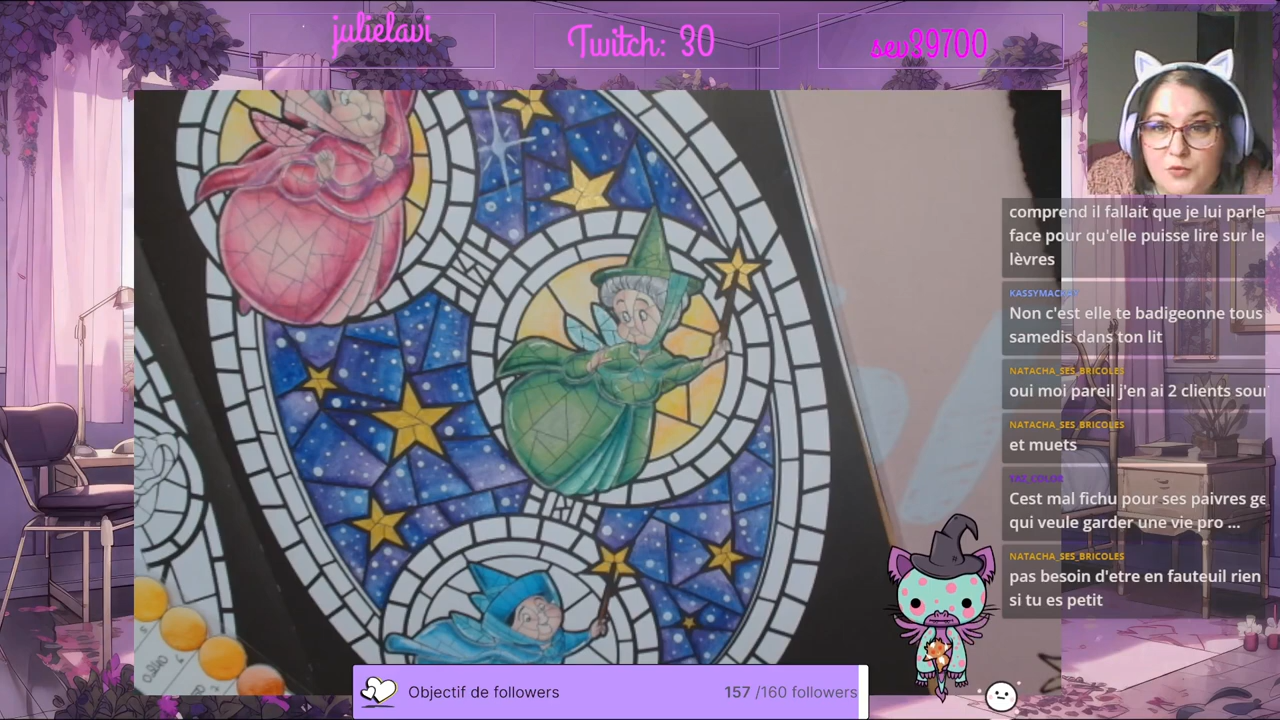 julielavi
Twitch: 30
sev39700
comprend il fallait que je lui parle
face pour qu'elle puisse lire sur le
lèvres
Non c'est elle te badigeonne tous
samedis dans ton lit
NATACHA_SES_BRICOLES
oui moi pareil j'en ai 2 clients sour
NATACHA_SES_BRICOLES
et muets
Cest mal fichu pour ses paivres ge
qui veule garder une vie pro ...
NATACHA_SES_BRICOLES
pas besoin d'etre en fauteuil rien
si tu es petit
Objectif de followers
157 /160 followers